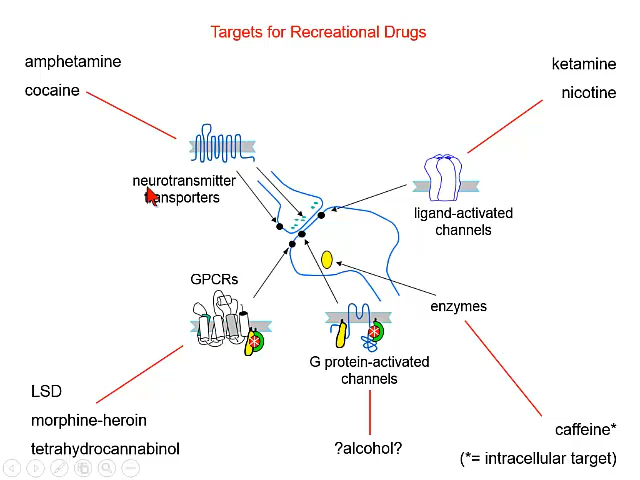 Targets for Recreational Drugs
amphetamine
cocaine
ketamine
nicotine
neurotransmitter
transporters
ligand-activated
channels
GPCRs
enzymes
G protein-activated
channels
LSD
morphine-heroin
tetrahydrocannabinol
?alcohol?
caffeine*
(*= intracellular target)